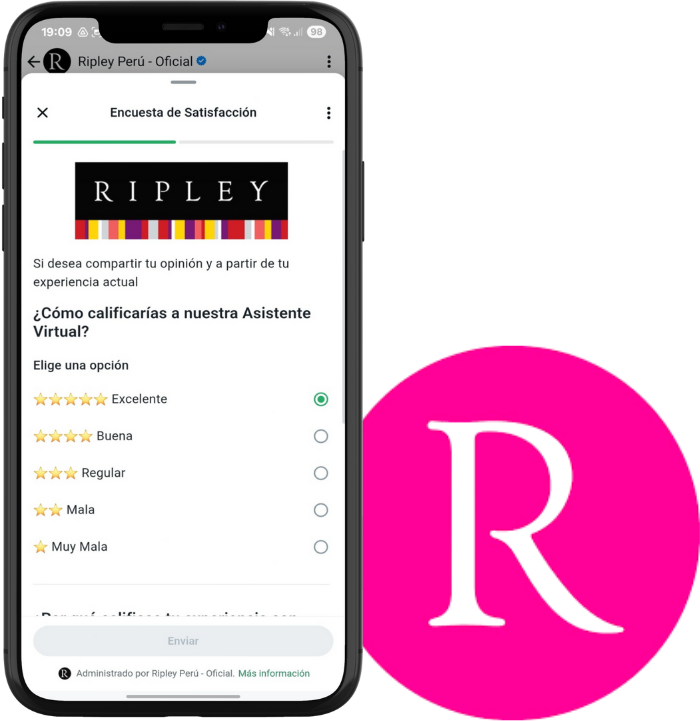 19:09
98
R Ripley Perú - Oficial
Encuesta de Satisfacción
RIPLEY
Si desea compartir tu opinión y a partir de tu
experiencia actual
¿Cómo calificarías a nuestra Asistente
Virtual?
Elige una opción
Excelente
Buena
Regular
Mala
Muy Mala
Enviar
R Administrado por Ripley Perú - Oficial. Más información
R